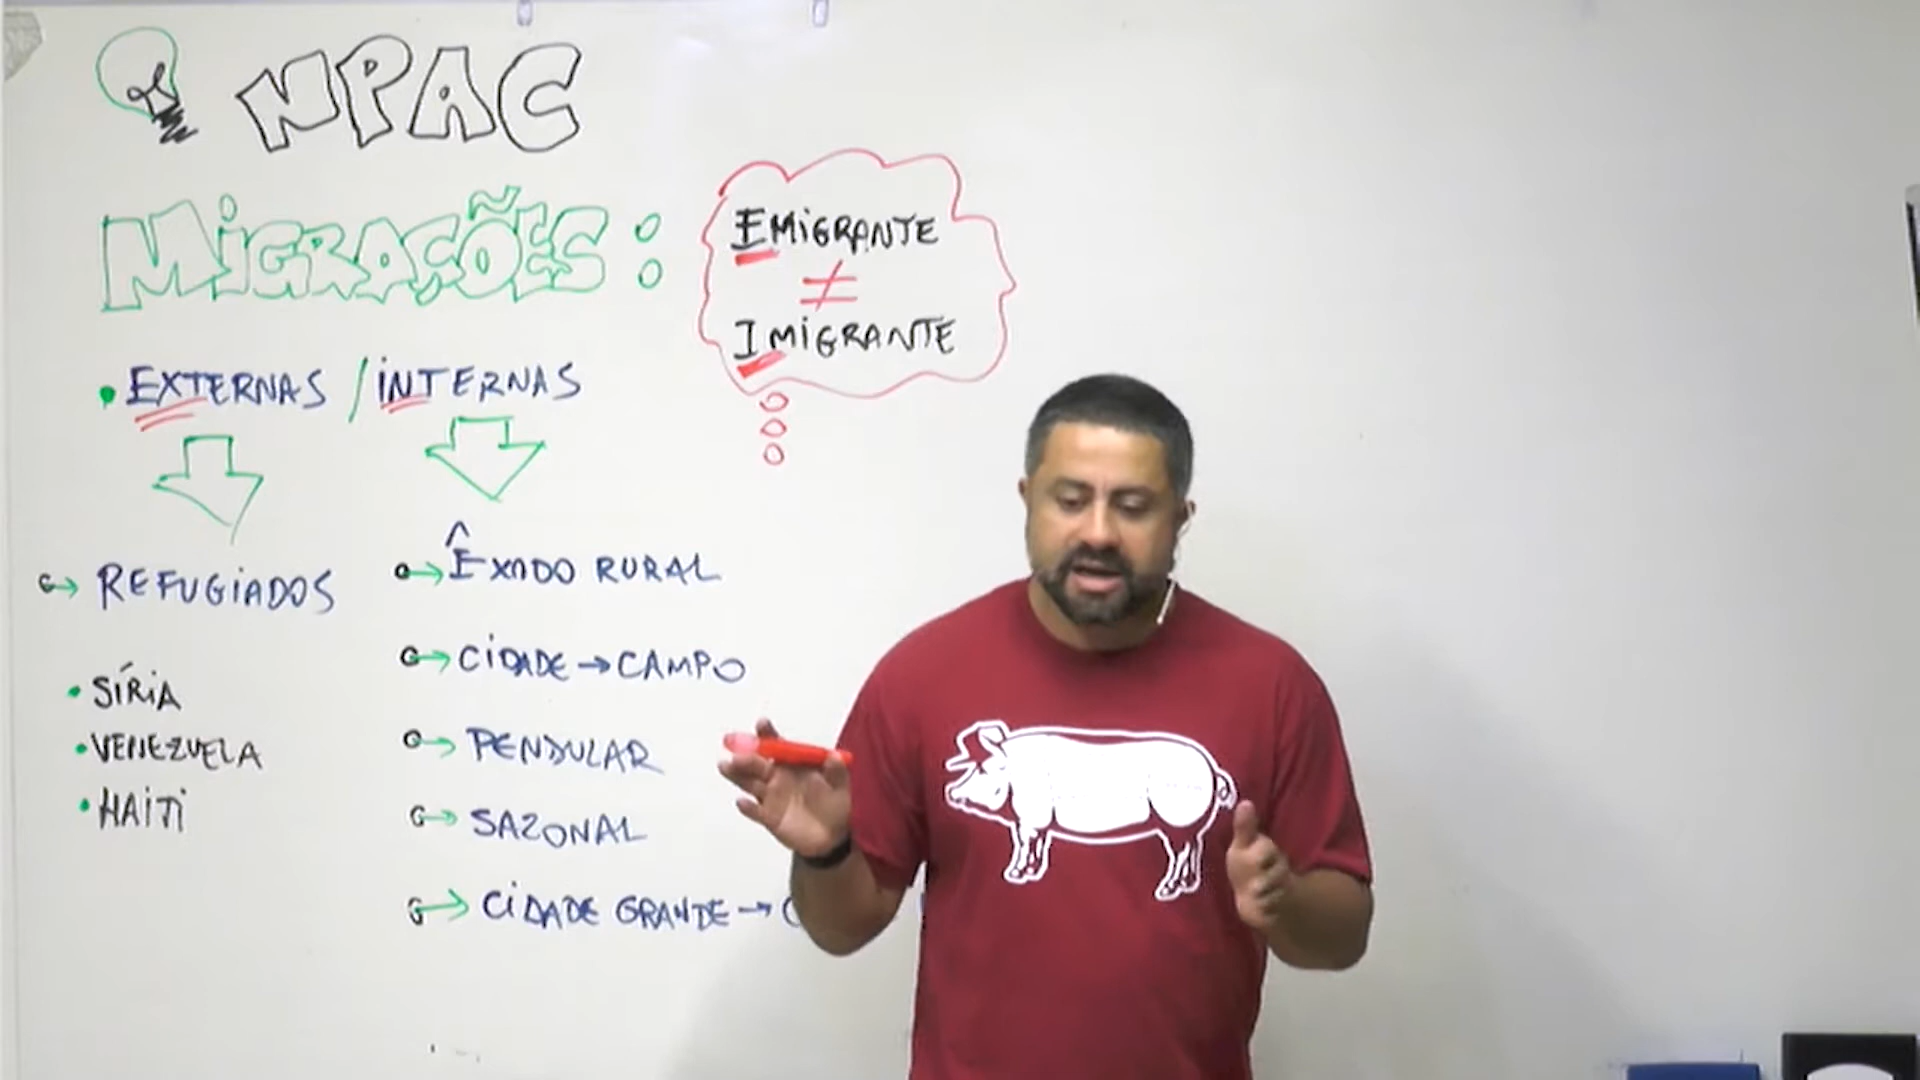 NPAC
MIGRAÇÕES:
EMIGRANTE
≠
IMIGRANTE
• EXTERNAS / INTERNAS
→ REFUGIADOS
• SÍRIA
• VENEZUELA
• HAITI
→ ÊXODO RURAL
→ CIDADE → CAMPO
→ PENDULAR
→ SAZONAL
→ CIDADE GRANDE →